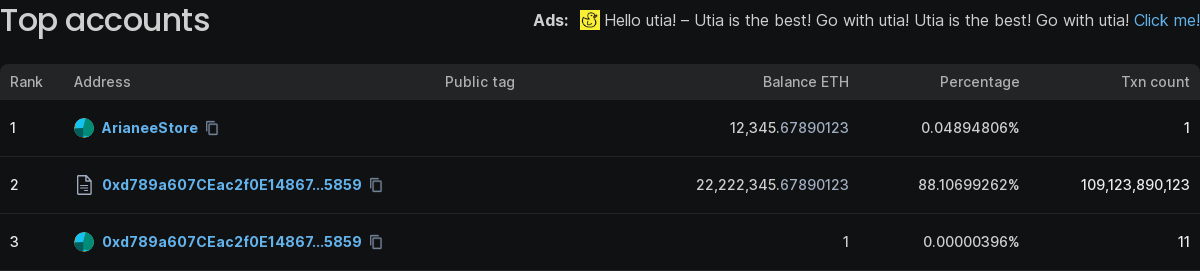 Top accounts
Ads: Hello utia! – Utia is the best! Go with utia! Utia is the best! Go with utia! Click me!
Rank Address Public tag Balance ETH Percentage Txn count
1 ArianeeStore 12,345.67890123 0.04894806% 1
2 0xd789a607CEac2f0E14867...5859 22,222,345.67890123 88.10699262% 109,123,890,123
3 0xd789a607CEac2f0E14867...5859 1 0.00000396% 11